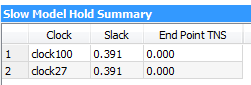 Slow Model Hold Summary
Clock Slack End Point TNS
1 clock100 0.391 0.000
2 clock27 0.391 0.000